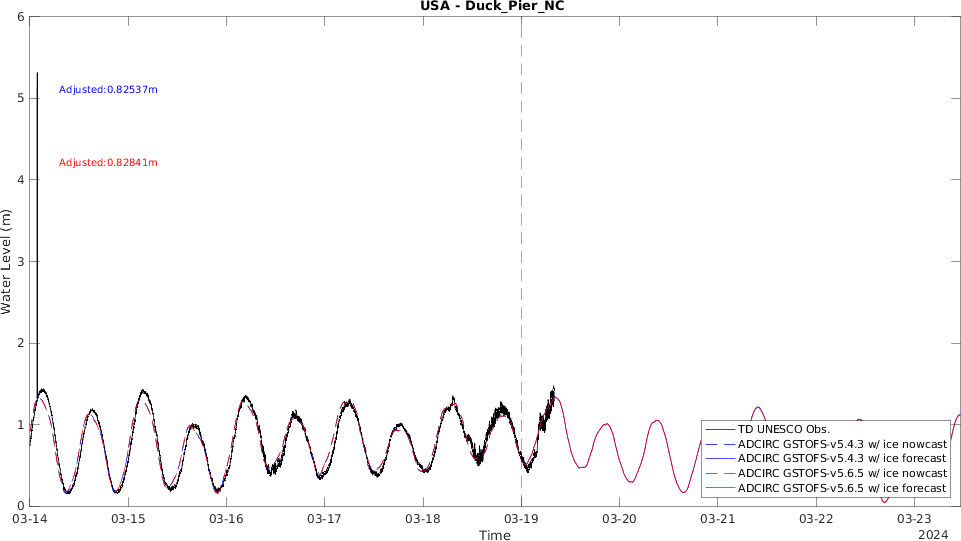 USA - Duck_Pier_NC
6
5
4
3
2
1
0
Water Level (m)
Adjusted:0.82537m
Adjusted:0.82841m
TD UNESCO Obs.
ADCIRC GSTOFS-v5.4.3 w/ ice nowcast
ADCIRC GSTOFS-v5.4.3 w/ ice forecast
ADCIRC GSTOFS-v5.6.5 w/ ice nowcast
ADCIRC GSTOFS-v5.6.5 w/ ice forecast
03-14 03-15 03-16 03-17 03-18 03-19 03-20 03-21 03-22 03-23
Time
2024